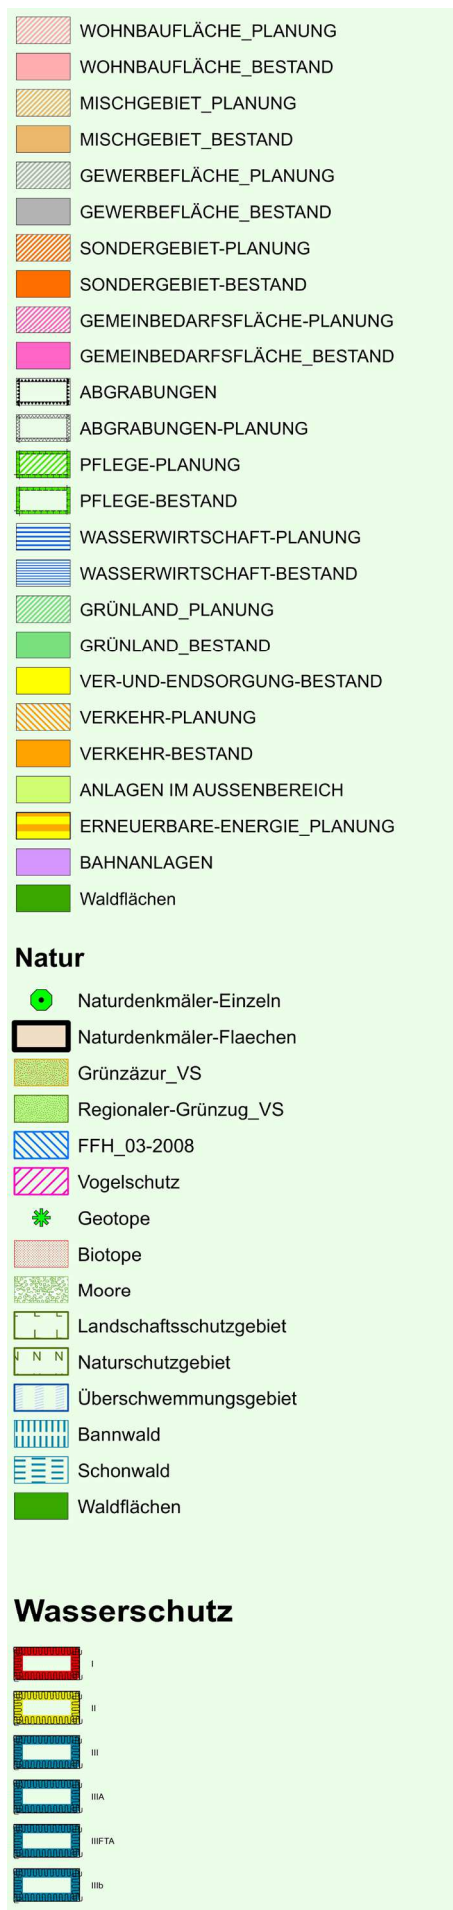 WOHNBAUFLÄCHE_PLANUNG
WOHNBAUFLÄCHE_BESTAND
MISCHGEBIET_PLANUNG
MISCHGEBIET_BESTAND
GEWERBEFLÄCHE_PLANUNG
GEWERBEFLÄCHE_BESTAND
SONDERGEBIET-PLANUNG
SONDERGEBIET-BESTAND
GEMEINBEDARFSFLÄCHE-PLANUNG
GEMEINBEDARFSFLÄCHE_BESTAND
ABGRABUNGEN
ABGRABUNGEN-PLANUNG
PFLEGE-PLANUNG
PFLEGE-BESTAND
WASSERWIRTSCHAFT-PLANUNG
WASSERWIRTSCHAFT-BESTAND
GRÜNLAND_PLANUNG
GRÜNLAND_BESTAND
VER-UND-ENDSORGUNG-BESTAND
VERKEHR-PLANUNG
VERKEHR-BESTAND
ANLAGEN IM AUSSENBEREICH
ERNEUERBARE-ENERGIE_PLANUNG
BAHNANLAGEN
Waldflächen
Natur
Naturdenkmäler-Einzeln
Naturdenkmäler-Flaechen
Grünzäzur_VS
Regionaler-Grünzug_VS
FFH_03-2008
Vogelschutz
Geotope
Biotope
Moore
Landschaftsschutzgebiet
N N N Naturschutzgebiet
Überschwemmungsgebiet
Bannwald
Schonwald
Waldflächen
Wasserschutz
I
II
III
IIIA
IIIFTA
IIIb